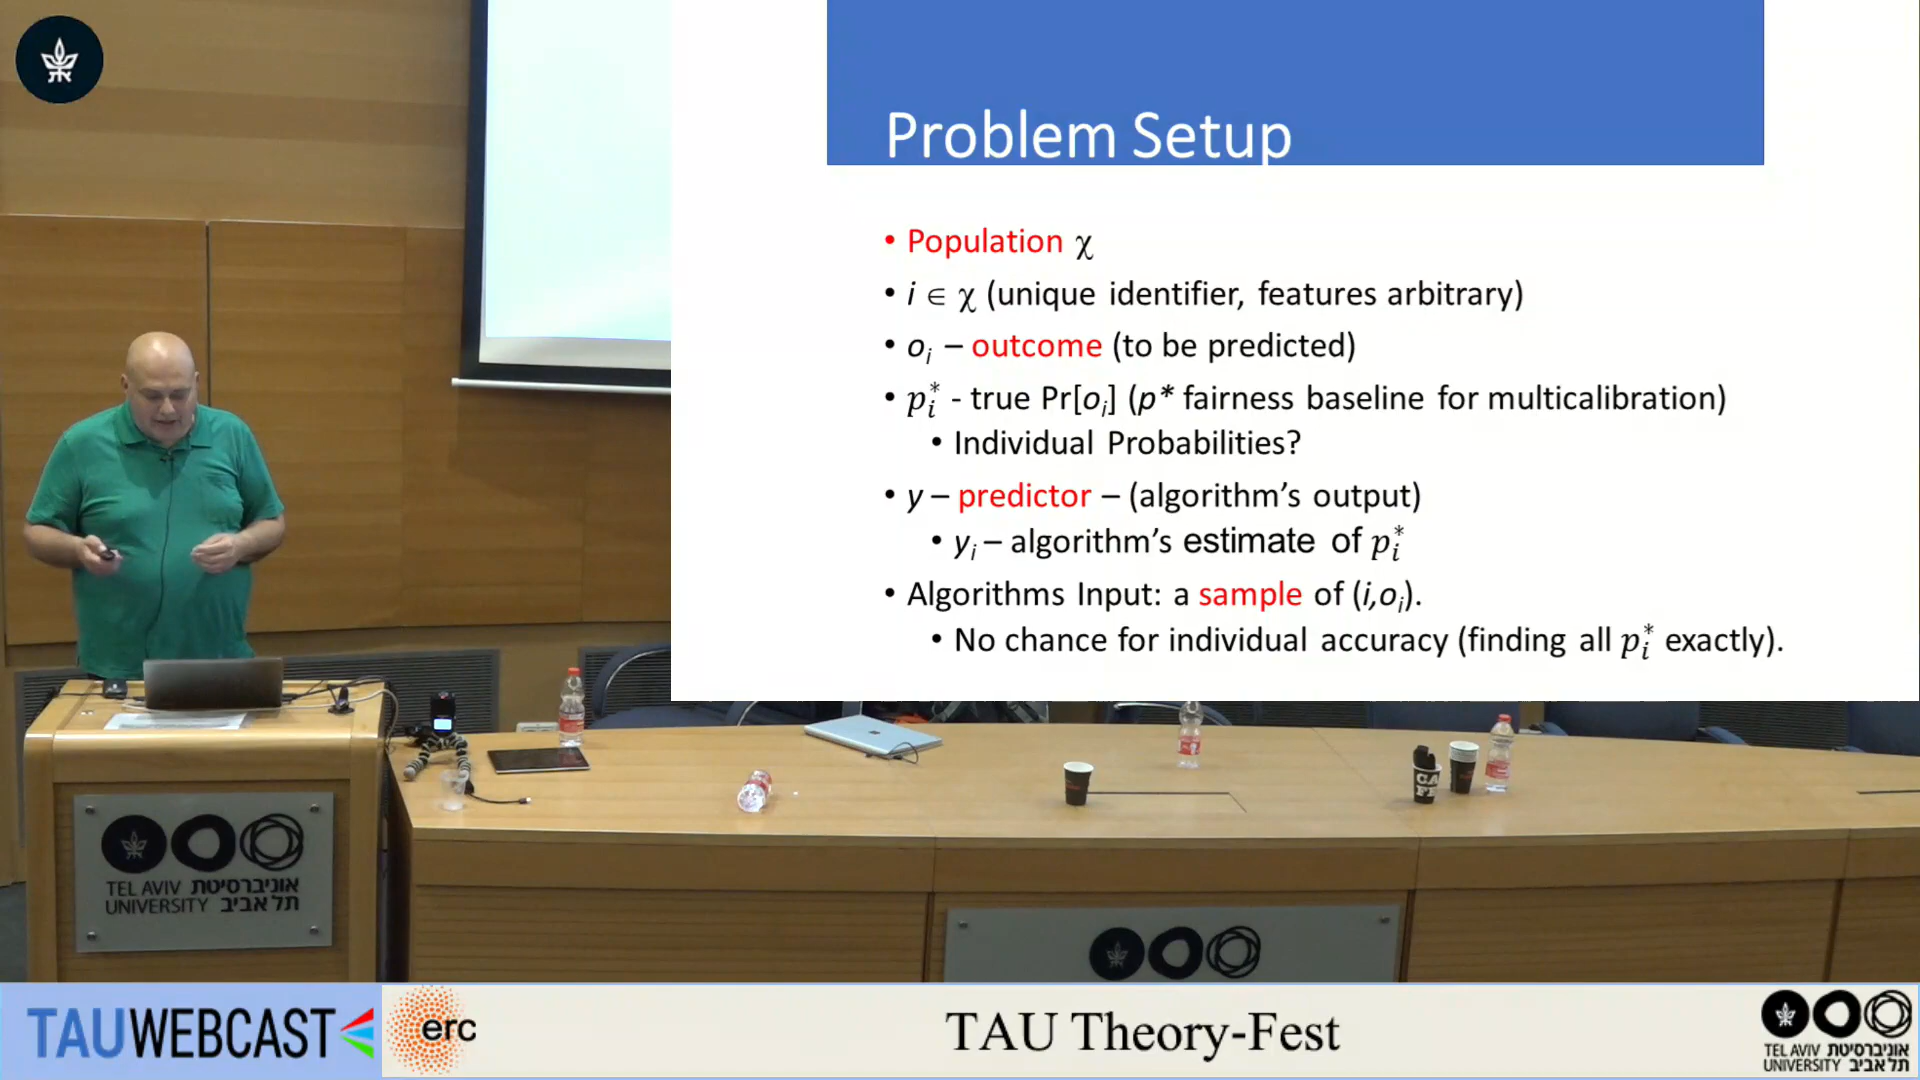 Problem Setup
• Population χ
• i ∈ χ (unique identifier, features arbitrary)
• oᵢ – outcome (to be predicted)
• pᵢ* - true Pr[oᵢ] (p* fairness baseline for multicalibration)
• Individual Probabilities?
• y – predictor – (algorithm's output)
• yᵢ – algorithm's estimate of pᵢ*
• Algorithms Input: a sample of (i,oᵢ).
• No chance for individual accuracy (finding all pᵢ* exactly).
TEL AVIV אוניברסיטת
UNIVERSITY תל אביב
CA
FE
TAUWEBCAST
erc
TAU Theory-Fest
TEL AVIV אוניברסיטת
UNIVERSITY תל אביב